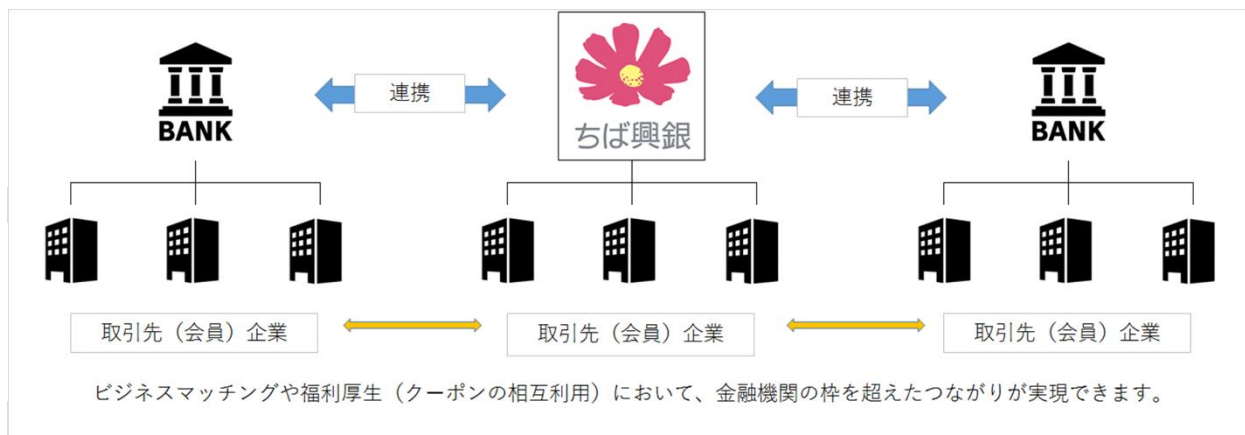 連携
連携
BANK
ちば興銀
BANK
取引先（会員）企業
取引先（会員）企業
取引先（会員）企業
ビジネスマッチングや福利厚生（クーポンの相互利用）において、金融機関の枠を超えたつながりが実現できます。